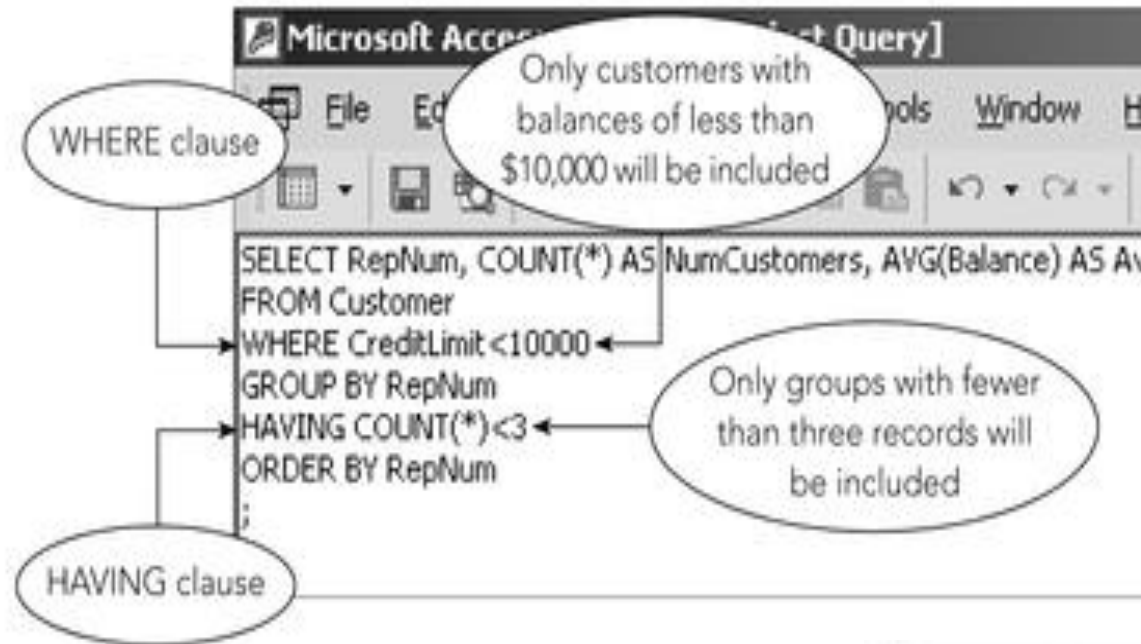 Microsoft Acce
ct Query]
File
Ed
ols
Window
H
WHERE clause
Only customers with
balances of less than
$10,000 will be included
SELECT RepNum, COUNT(*) AS NumCustomers, AVG(Balance) AS Av
FROM Customer
WHERE CreditLimit<10000
GROUP BY RepNum
HAVING COUNT(*)<3
ORDER BY RepNum
;
Only groups with fewer
than three records will
be included
HAVING clause